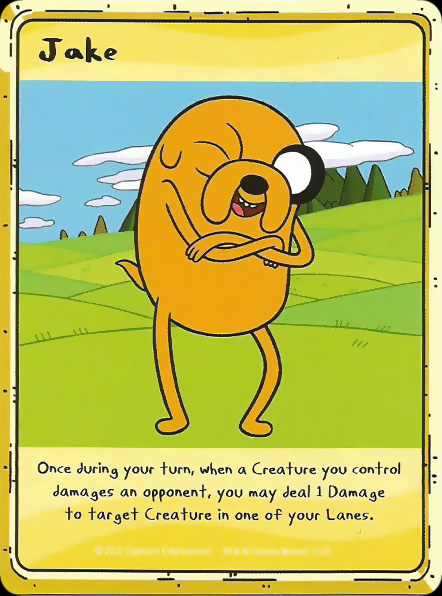 Jake
Once during your turn, when a Creature you control
damages an opponent, you may deal 1 Damage
to target Creature in one of your Lanes.